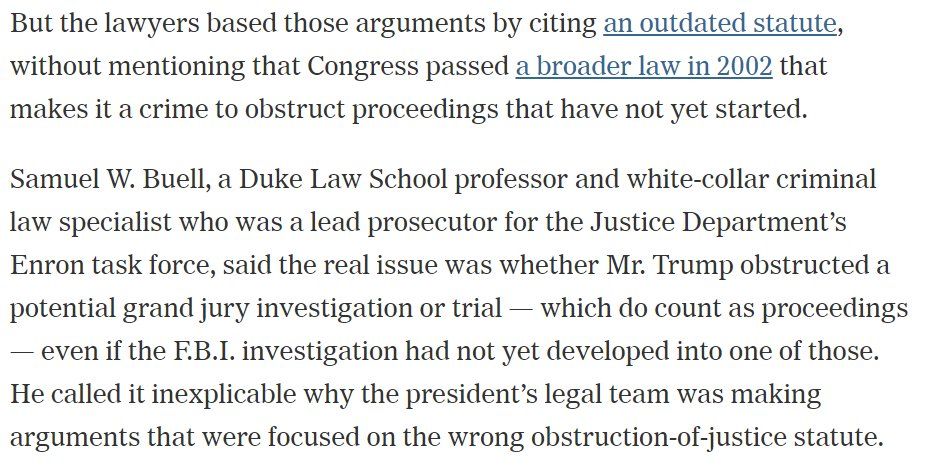 But the lawyers based those arguments by citing an outdated statute,
without mentioning that Congress passed a broader law in 2002 that
makes it a crime to obstruct proceedings that have not yet started.
Samuel W. Buell, a Duke Law School professor and white-collar criminal
law specialist who was a lead prosecutor for the Justice Department’s
Enron task force, said the real issue was whether Mr. Trump obstructed a
potential grand jury investigation or trial — which do count as proceedings
— even if the F.B.I. investigation had not yet developed into one of those.
He called it inexplicable why the president’s legal team was making
arguments that were focused on the wrong obstruction-of-justice statute.